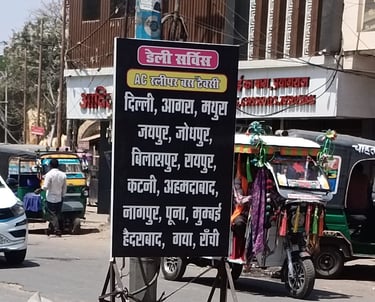 डेली सर्विस
AC स्लीपर बस टैक्सी
दिल्ली, आगरा, मथुरा
जयपुर, जोधपुर,
बिलासपुर, रायपुर,
कटनी, अहमदाबाद,
नागपुर, पूना, मुम्बई
हैदराबाद, गया, राँची